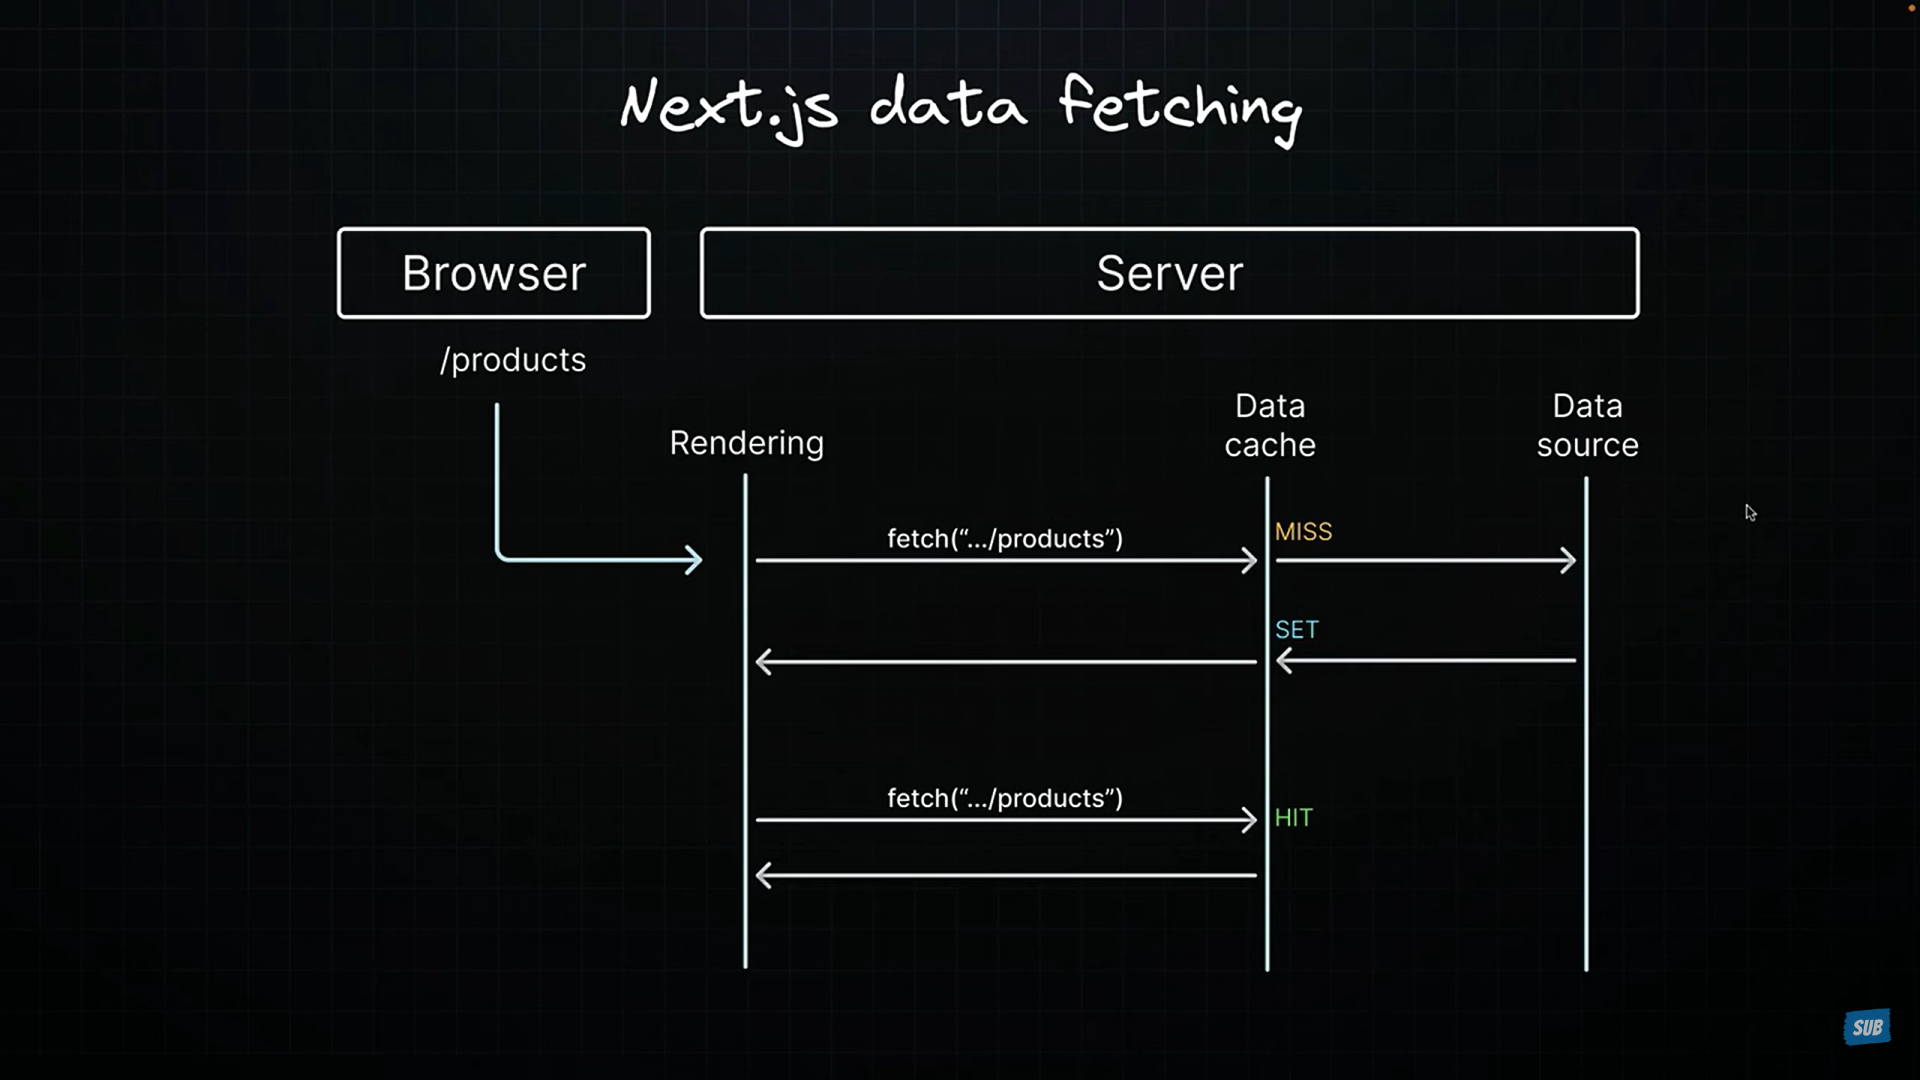 Next.js data fetching
Browser
Server
/products
Rendering
Data
cache
Data
source
fetch(“.../products”)
MISS
SET
fetch(“.../products”)
HIT
SUB